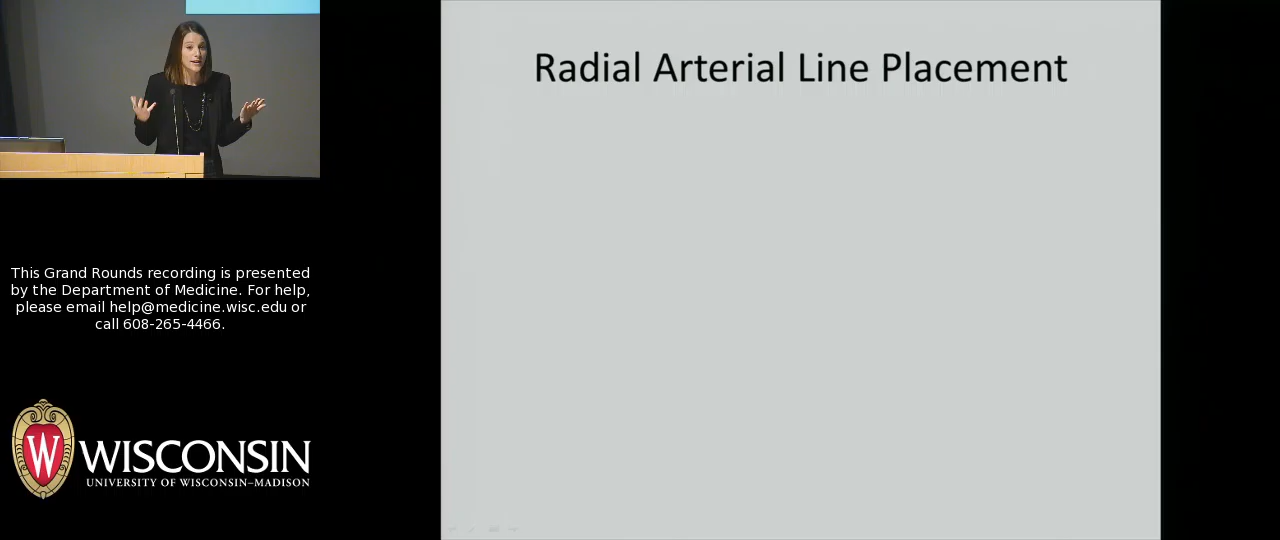 Radial Arterial Line Placement
This Grand Rounds recording is presented
by the Department of Medicine. For help,
please email help@medicine.wisc.edu or
call 608-265-4466.
W
WISCONSIN
UNIVERSITY OF WISCONSIN–MADISON